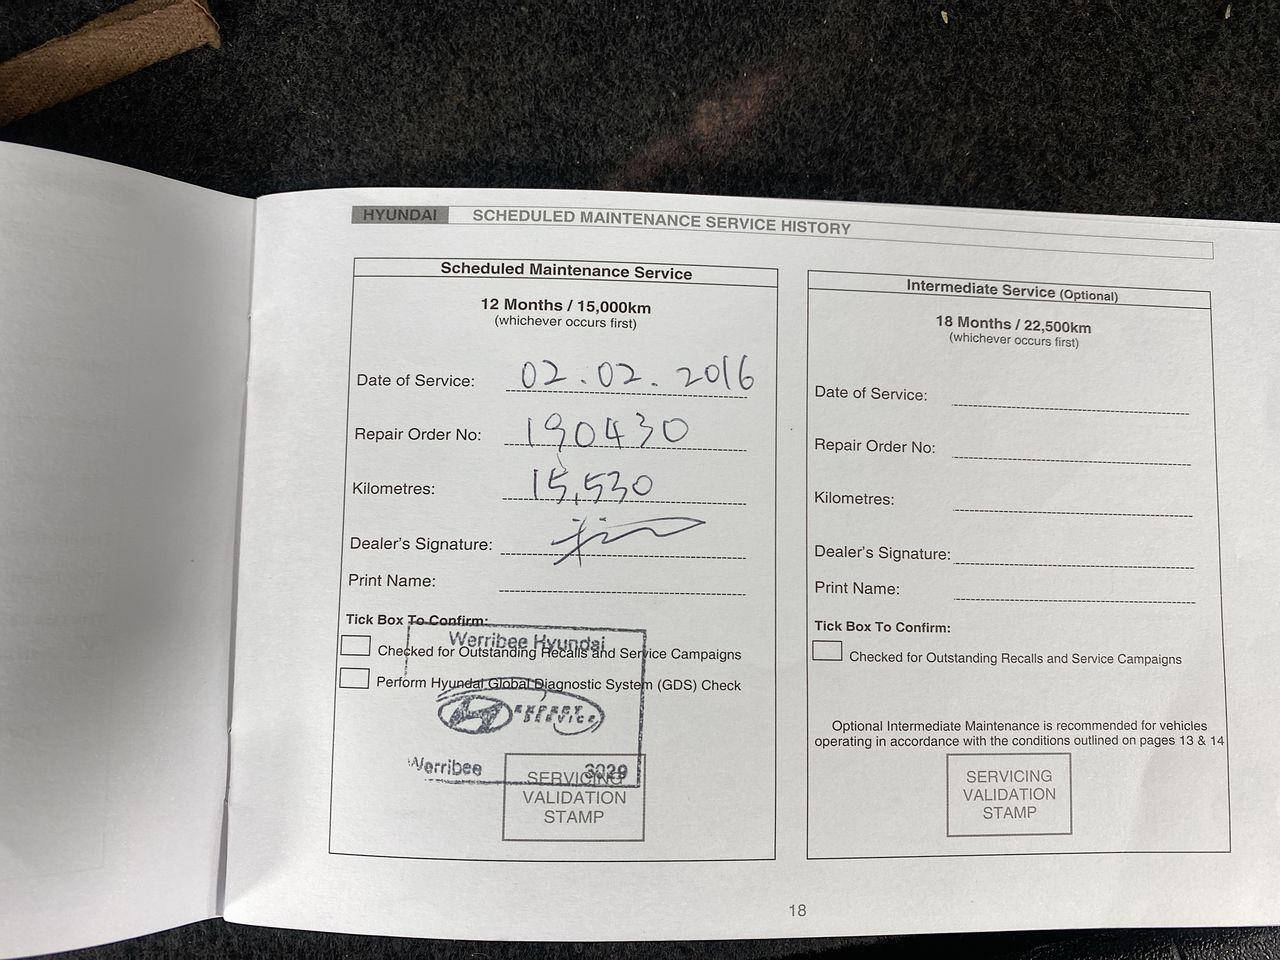 HYUNDAI SCHEDULED MAINTENANCE SERVICE HISTORY
Scheduled Maintenance Service
12 Months / 15,000km
(whichever occurs first)
Date of Service: 02.02.2016
Repair Order No: 190430
Kilometres: 15,530
Dealer's Signature:
Print Name:
Tick Box To Confirm:
Werribee Hyundai
Checked for Outstanding Recalls and Service Campaigns
Perform Hyundai Global Diagnostic System (GDS) Check
EXPERT
SERVICE
Werribee 3029
SERVICING
VALIDATION
STAMP
Intermediate Service (Optional)
18 Months / 22,500km
(whichever occurs first)
Date of Service:
Repair Order No:
Kilometres:
Dealer's Signature:
Print Name:
Tick Box To Confirm:
Checked for Outstanding Recalls and Service Campaigns
Optional Intermediate Maintenance is recommended for vehicles
operating in accordance with the conditions outlined on pages 13 & 14
SERVICING
VALIDATION
STAMP
18